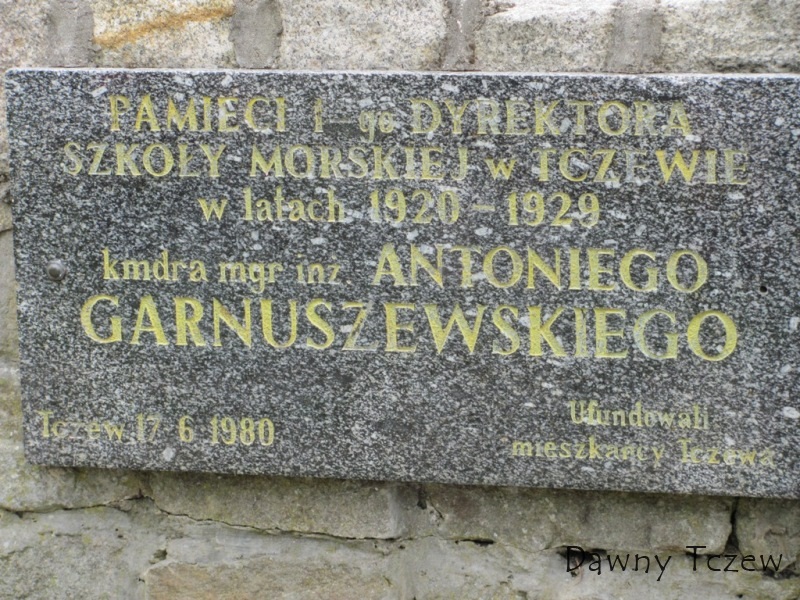 PAMIĘCI 1-go DYREKTORA
SZKOŁY MORSKIEJ w TCZEWIE
w latach 1920-1929
kmdra mgr inż. ANTONIEGO
GARNUSZEWSKIEGO
Tczew 17 6 1980
Ufundowali
mieszkańcy Tczewa
Dawny Tczew